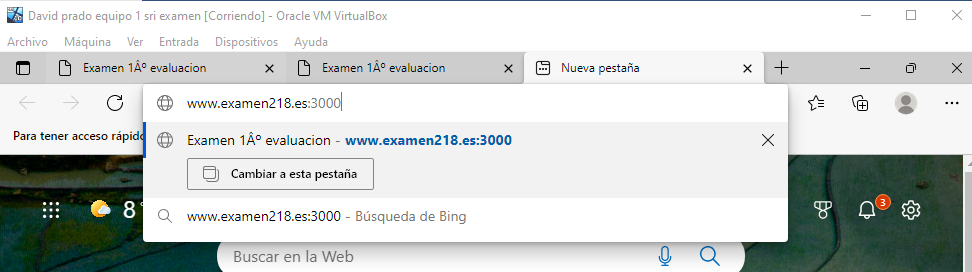 David prado equipo 1 sri examen [Corriendo] - Oracle VM VirtualBox
Archivo Máquina Ver Entrada Dispositivos Ayuda
Examen 1Âº evaluacion Examen 1Âº evaluacion Nueva pestaña
www.examen218.es:3000
Para tener acceso rápido
Examen 1Âº evaluacion - www.examen218.es:3000
Cambiar a esta pestaña
www.examen218.es:3000 - Búsqueda de Bing
8
3
Buscar en la Web